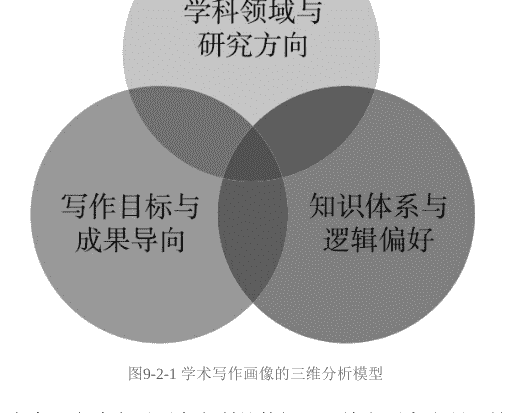 学科领域与
研究方向
写作目标与
成果导向
知识体系与
逻辑偏好
图9-2-1 学术写作画像的三维分析模型